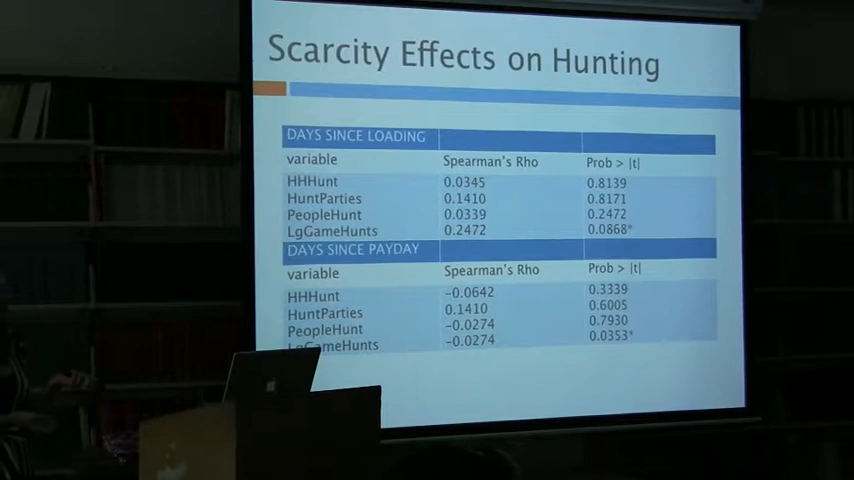 Scarcity Effects on Hunting
DAYS SINCE LOADING
variable Spearman's Rho Prob > |t|
HHHunt 0.0345 0.8139
HuntParties 0.1410 0.8171
PeopleHunt 0.0339 0.2472
LgGameHunts 0.2472 0.0868*
DAYS SINCE PAYDAY
variable Spearman's Rho Prob > |t|
HHHunt -0.0642 0.3339
HuntParties 0.1410 0.6005
PeopleHunt -0.0274 0.7930
LgGameHunts -0.0274 0.0353*